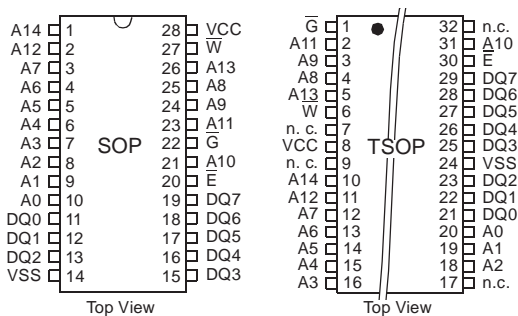 A14 1 28 VCC
A12 2 27 W̅
A7 3 26 A13
A6 4 25 A8
A5 5 24 A9
A4 6 23 A11
A3 7 SOP 22 G̅
A2 8 21 A10
A1 9 20 E̅
A0 10 19 DQ7
DQ0 11 18 DQ6
DQ1 12 17 DQ5
DQ2 13 16 DQ4
VSS 14 15 DQ3
Top View
G̅ 1 32 n.c.
A11 2 31 A10
A9 3 30 E̅
A8 4 29 DQ7
A13 5 28 DQ6
W̅ 6 27 DQ5
n. c. 7 26 DQ4
VCC 8 TSOP 25 DQ3
n. c. 9 24 VSS
A14 10 23 DQ2
A12 11 22 DQ1
A7 12 21 DQ0
A6 13 20 A0
A5 14 19 A1
A4 15 18 A2
A3 16 17 n.c.
Top View